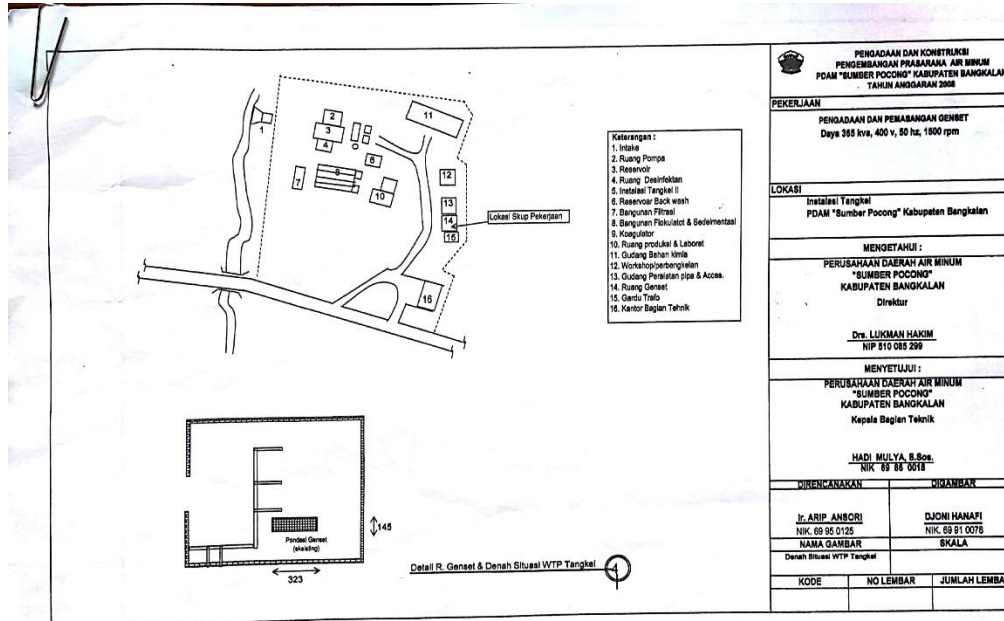 1
2
3
4
6
7
8
10
11
12
13
14
15
16
Lokasi Skup Pekerjaan
Keterangan :
1. Intake
2. Ruang Pompa
3. Reservoir
4. Ruang Desinfektan
5. Instalasi Tangkel II
6. Reservoar Back wash
7. Bangunan Filtrasi
8. Bangunan Flokulatot & Sedeimentasi
9. Koagulator
10. Ruang produksi & Laborat
11. Gudang Bahan kimia
12. Workshop/perbengkelan
13. Gudang Peralatan pipa & Acces.
14. Ruang Genset
15. Gardu Trafo
16. Kantor Bagian Tehnik
Pondasi Genset
(eksisting)
145
323
Detail R. Genset & Denah Situasi WTP Tangkel
PENGADAAN DAN KONSTRUKSI
PENGEMBANGAN PRASARANA AIR MINUM
PDAM "SUMBER POCONG" KABUPATEN BANGKALAN
TAHUN ANGGARAN 2008
PEKERJAAN
PENGADAAN DAN PEMASANGAN GENSET
Daya 365 kva, 400 v, 50 hz, 1500 rpm
LOKASI
Instalasi Tangkel
PDAM "Sumber Pocong" Kabupaten Bangkalan
MENGETAHUI :
PERUSAHAAN DAERAH AIR MINUM
"SUMBER POCONG"
KABUPATEN BANGKALAN
Direktur
Drs. LUKMAN HAKIM
NIP 510 085 299
MENYETUJUI :
PERUSAHAAN DAERAH AIR MINUM
"SUMBER POCONG"
KABUPATEN BANGKALAN
Kepala Bagian Teknik
HADI MULYA, B.Sos.
NIK 69 86 0018
DIRENCANAKAN DIGAMBAR
Ir. ARIP ANSORI DJONI HANAFI
NIK. 69 95 0125 NIK. 69 91 0076
NAMA GAMBAR SKALA
Denah Situasi WTP Tangkel
KODE NO LEMBAR JUMLAH LEMBA